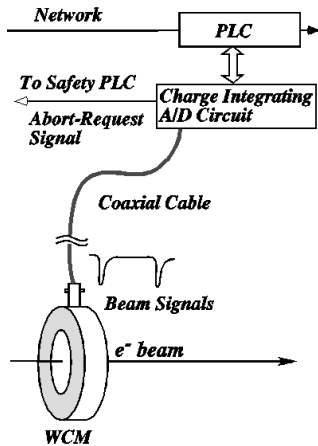 Network
PLC
To Safety PLC
Charge Integrating
A/D Circuit
Abort-Request
Signal
Coaxial Cable
Beam Signals
e⁻ beam
WCM